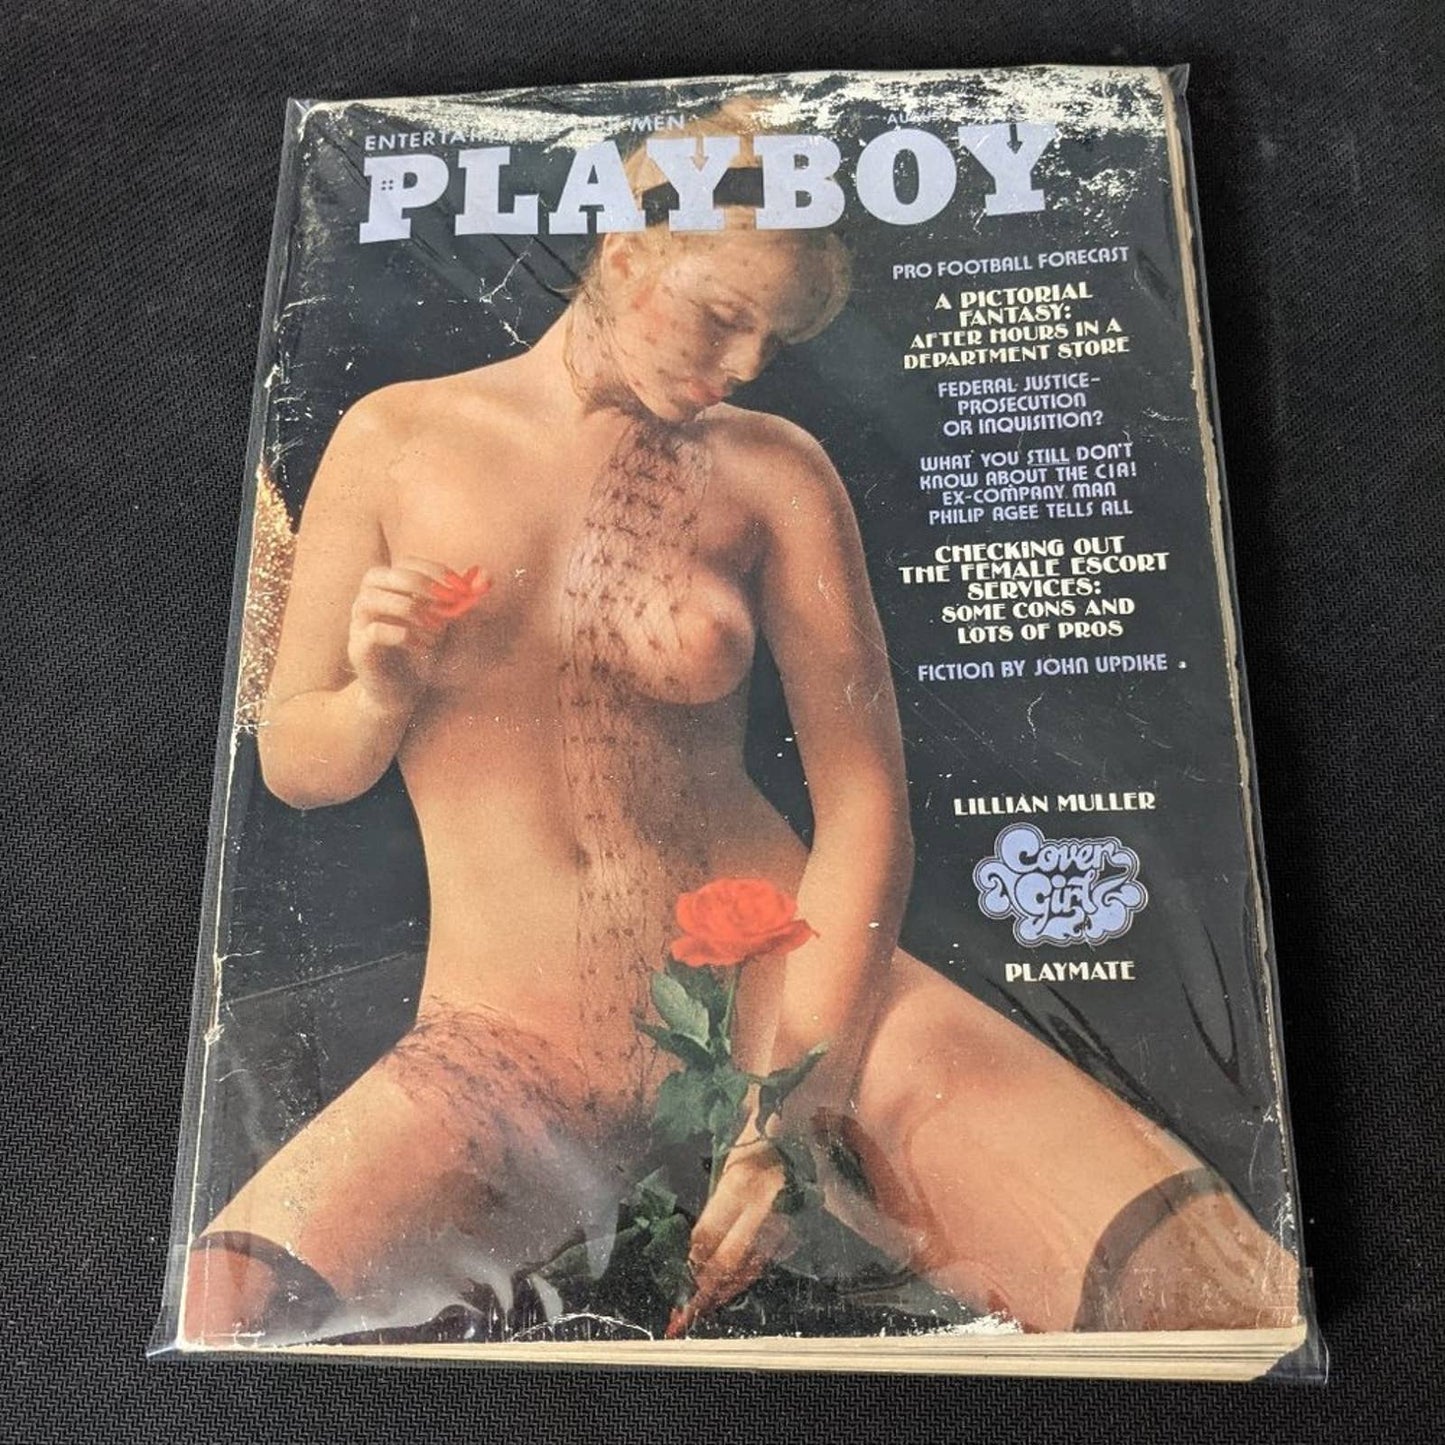 MEN
PLAYBOY
PRO FOOTBALL FORECAST
A PICTORIAL
FANTASY:
AFTER HOURS IN A
DEPARTMENT STORE
FEDERAL JUSTICE-
PROSECUTION
OR INQUISITION?
WHAT YOU STILL DON'T
KNOW ABOUT THE CIA!
EX-COMPANY MAN
PHILIP AGEE TELLS ALL
CHECKING OUT
THE FEMALE ESCORT
SERVICES:
SOME CONS AND
LOTS OF PROS
FICTION BY JOHN UPDIKE
LILLIAN MULLER
Cover
Girl
PLAYMATE